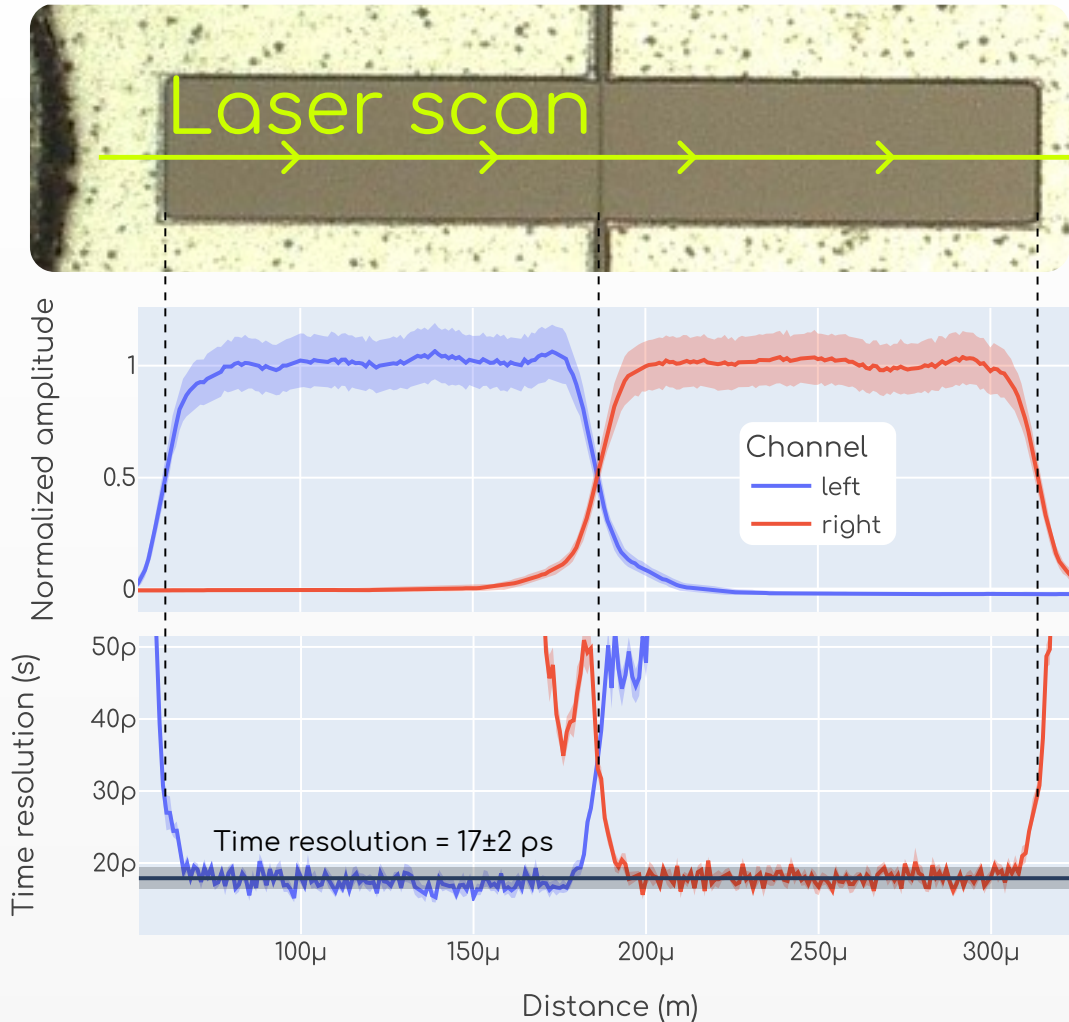 Laser scan
Normalized amplitude
1
0.5
0
Channel
left
right
Time resolution (s)
50p
40p
30p
20p
Time resolution = 17±2 ps
100μ
150μ
200μ
250μ
300μ
Distance (m)